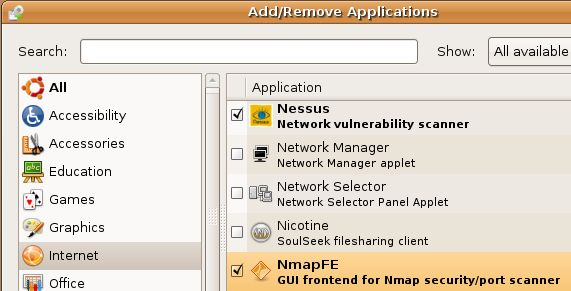 Add/Remove Applications
Search:
Show: All available
All
Accessibility
Accessories
Education
Games
Graphics
Internet
Office
Application
Nessus
Network vulnerability scanner
Network Manager
Network Manager applet
Network Selector
Network Selector Panel Applet
Nicotine
SoulSeek filesharing client
NmapFE
GUI frontend for Nmap security/port scanner